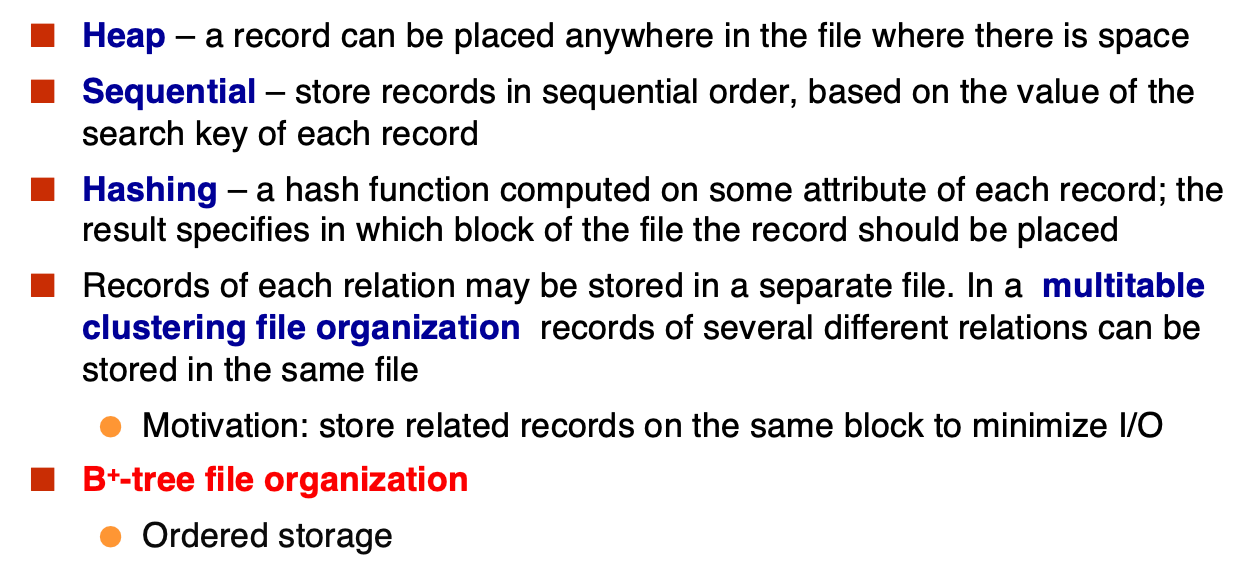 Heap – a record can be placed anywhere in the file where there is space
Sequential – store records in sequential order, based on the value of the
search key of each record
Hashing – a hash function computed on some attribute of each record; the
result specifies in which block of the file the record should be placed
Records of each relation may be stored in a separate file. In a multitable
clustering file organization records of several different relations can be
stored in the same file
Motivation: store related records on the same block to minimize I/O
B⁺-tree file organization
Ordered storage